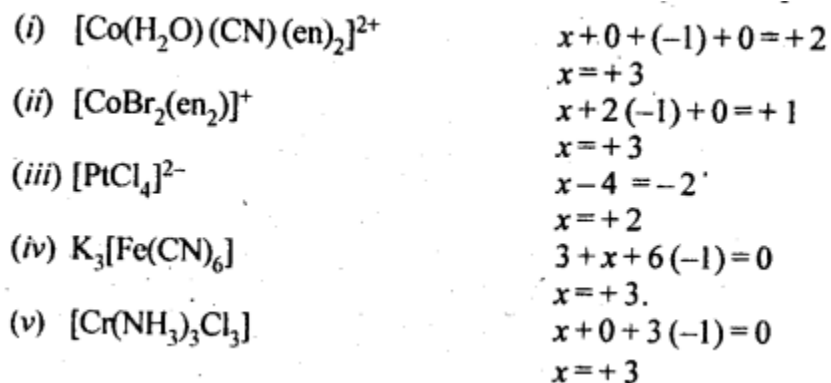 (i) [Co(H₂O)(CN)(en)₂]²⁺ x+0+(−1)+0=+2
x=+3
(ii) [CoBr₂(en₂)]⁺ x+2(−1)+0=+1
x=+3
(iii) [PtCl₄]²⁻ x−4 =−2
x=+2
(iv) K₃[Fe(CN)₆] 3+x+6(−1)=0
x=+3.
(v) [Cr(NH₃)₃Cl₃] x+0+3(−1)=0
x=+3